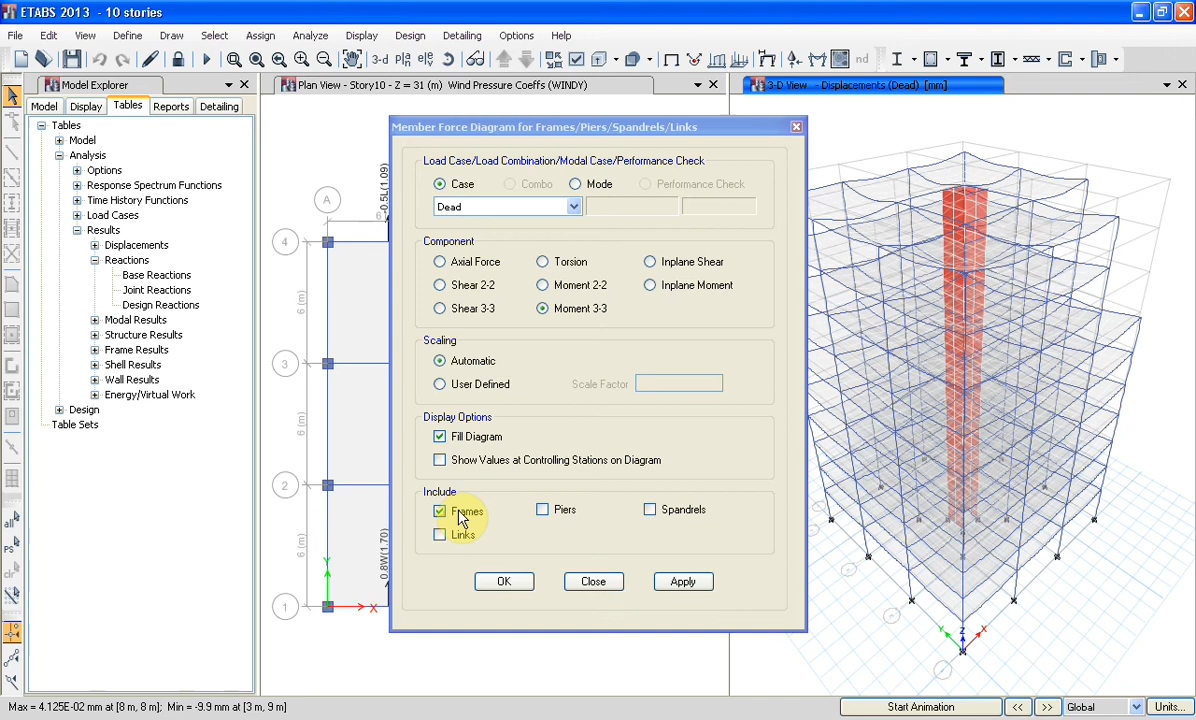 ETABS 2013 - 10 stories
File Edit View Define Draw Select Assign Analyze Display Design Detailing Options Help
3-d nd
Model Explorer
Plan View - Story10 - Z = 31 (m) Wind Pressure Coeffs (WINDY)
3-D View - Displacements (Dead) [mm]
Model Display Tables Reports Detailing
Tables
Model
Analysis
Options
Response Spectrum Functions
Time History Functions
Load Cases
Results
Displacements
Reactions
Base Reactions
Joint Reactions
Design Reactions
Modal Results
Structure Results
Frame Results
Shell Results
Wall Results
Energy/Virtual Work
Design
Table Sets
all
PS
clr
A
6
-0.5L(1.09)
4
6 (m)
3
6 (m)
2
6 (m)
0.8W(1.70)
1
Y
X
Member Force Diagram for Frames/Piers/Spandrels/Links
Load Case/Load Combination/Modal Case/Performance Check
Case Combo Mode Performance Check
Dead
Component
Axial Force Torsion Inplane Shear
Shear 2-2 Moment 2-2 Inplane Moment
Shear 3-3 Moment 3-3
Scaling
Automatic
User Defined Scale Factor
Display Options
Fill Diagram
Show Values at Controlling Stations on Diagram
Include
Frames Piers Spandrels
Links
OK Close Apply
Y Z X
Max = 4.125E-02 mm at [8 m, 8 m]; Min = -9.9 mm at [3 m, 9 m]
Start Animation << >> Global Units...